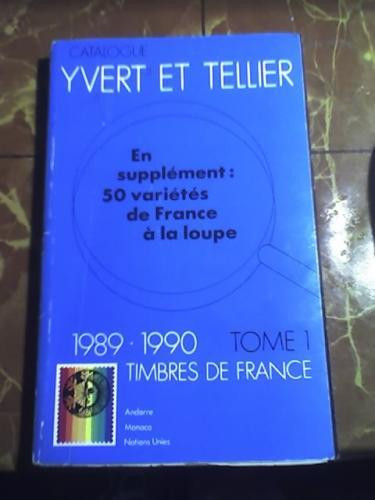 CATALOGUE
YVERT ET TELLIER
En
supplément :
50 variétés
de France
à la loupe
1989 · 1990 TOME 1
TIMBRES DE FRANCE
Andorre
Monaco
Nations Unies